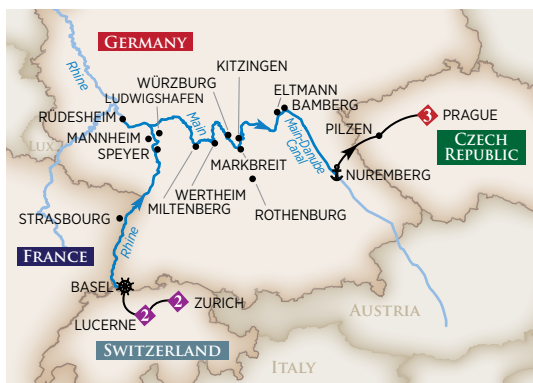 GERMANY
Rhine
KITZINGEN
WÜRZBURG
ELTMANN
LUDWIGSHAFEN
BAMBERG
RÜDESHEIM
Main
3
PRAGUE
PILZEN
MANNHEIM
LUX.
CZECH
REPUBLIC
SPEYER
MARKBREIT
Main-Danube
Canal
NUREMBERG
WERTHEIM
MILTENBERG
ROTHENBURG
STRASBOURG
Rhine
FRANCE
BASEL
2
ZURICH
2
LUCERNE
AUSTRIA
SWITZERLAND
ITALY